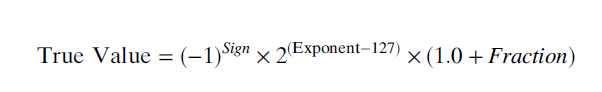 True Value = (−1)^Sign × 2^(Exponent−127) × (1.0 + Fraction)